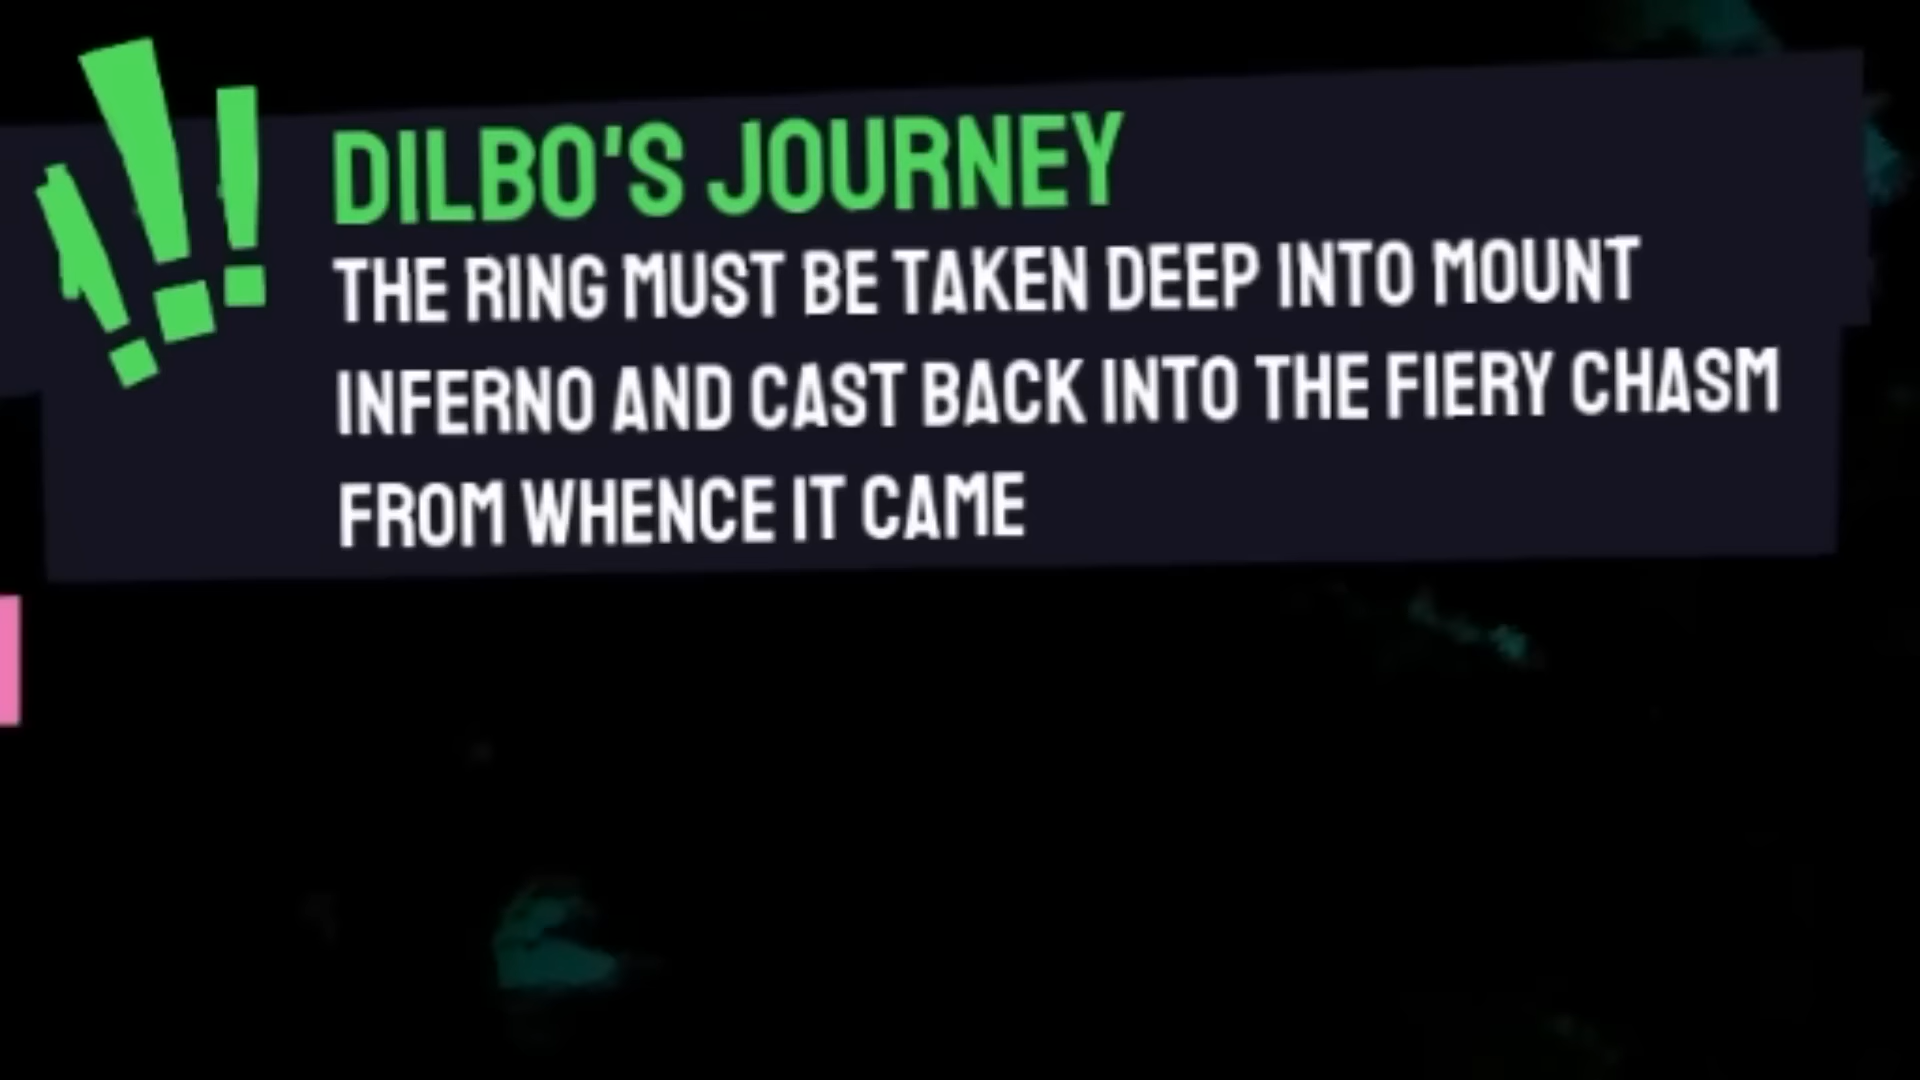 DILBO'S JOURNEY
THE RING MUST BE TAKEN DEEP INTO MOUNT
INFERNO AND CAST BACK INTO THE FIERY CHASM
FROM WHENCE IT CAME